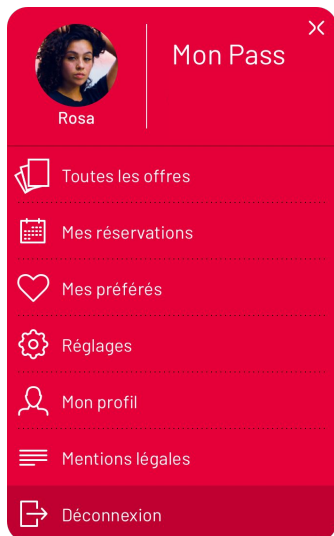 Mon Pass
Rosa
Toutes les offres
Mes réservations
Mes préférés
Réglages
Mon profil
Mentions légales
Déconnexion